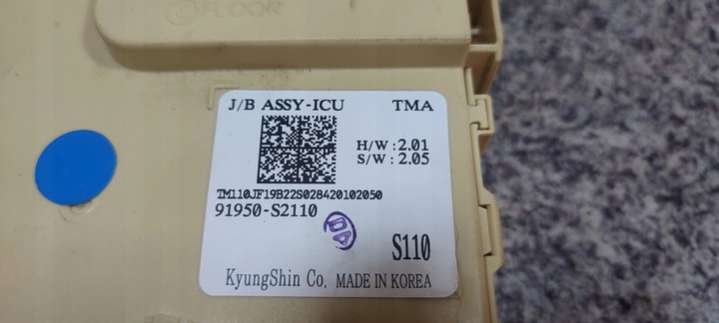 FLOOR
J/B ASSY-ICU TMA
H/W : 2.01
S/W : 2.05
TM110JF19B22S028420102050
91950-S2110
S110
KyungShin Co. MADE IN KOREA